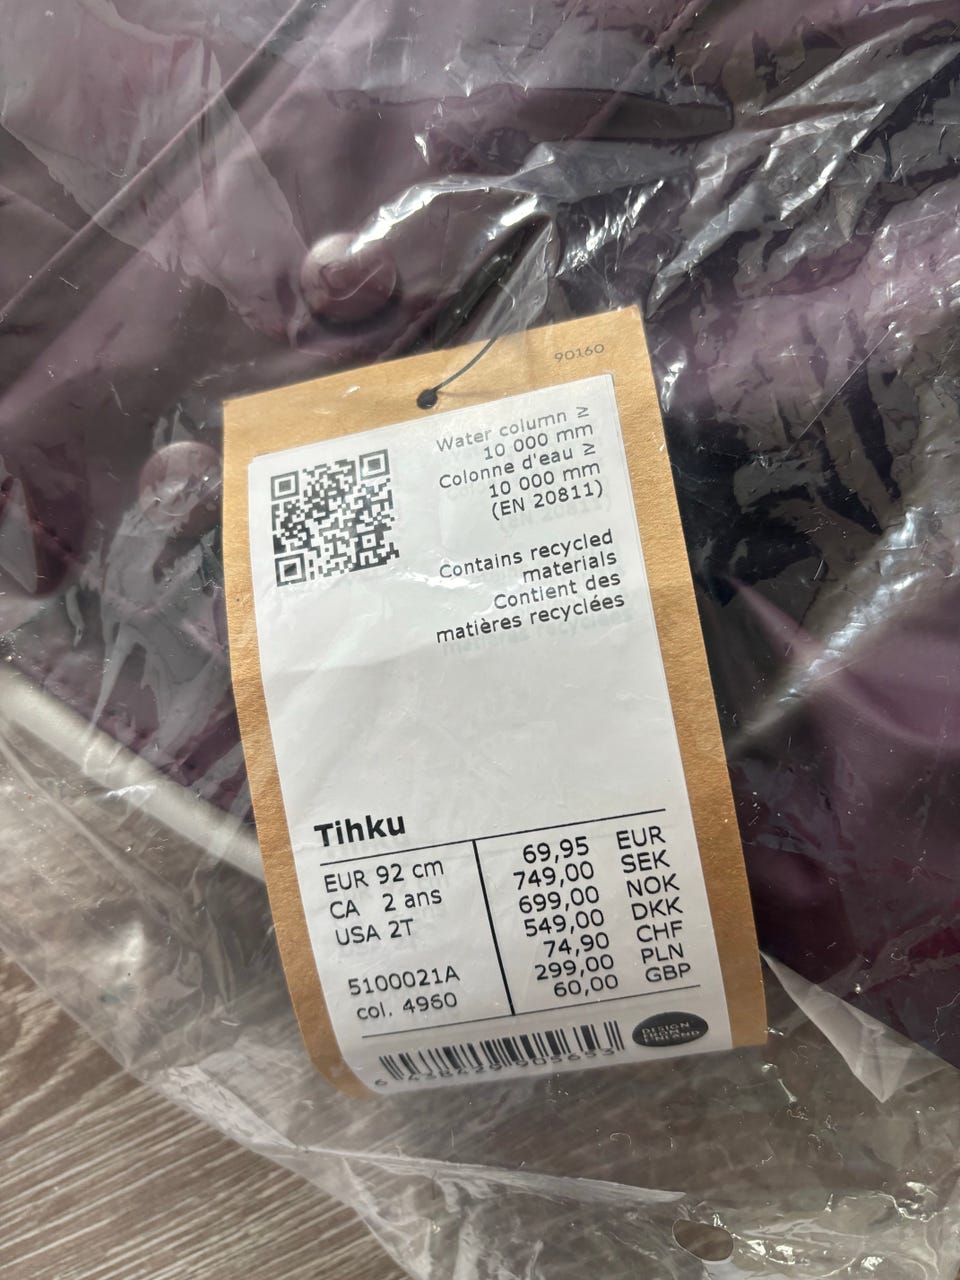 90160
Water column ≥
10 000 mm
Colonne d'eau ≥
10 000 mm
(EN 20811)
Contains recycled
materials
Contient des
matières recyclées
Tihku
EUR 92 cm
CA 2 ans
USA 2T
5100021A
col. 4960
69,95 EUR
749,00 SEK
699,00 NOK
549,00 DKK
74,90 CHF
299,00 PLN
60,00 GBP
DESIGN
FROM
FINLAND